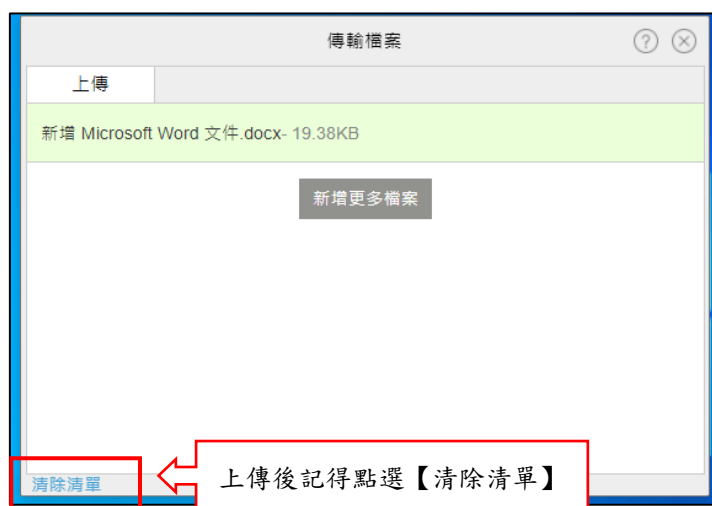 傳輸檔案
上傳
新增 Microsoft Word 文件.docx- 19.38KB
新增更多檔案
清除清單
上傳後記得點選【清除清單】